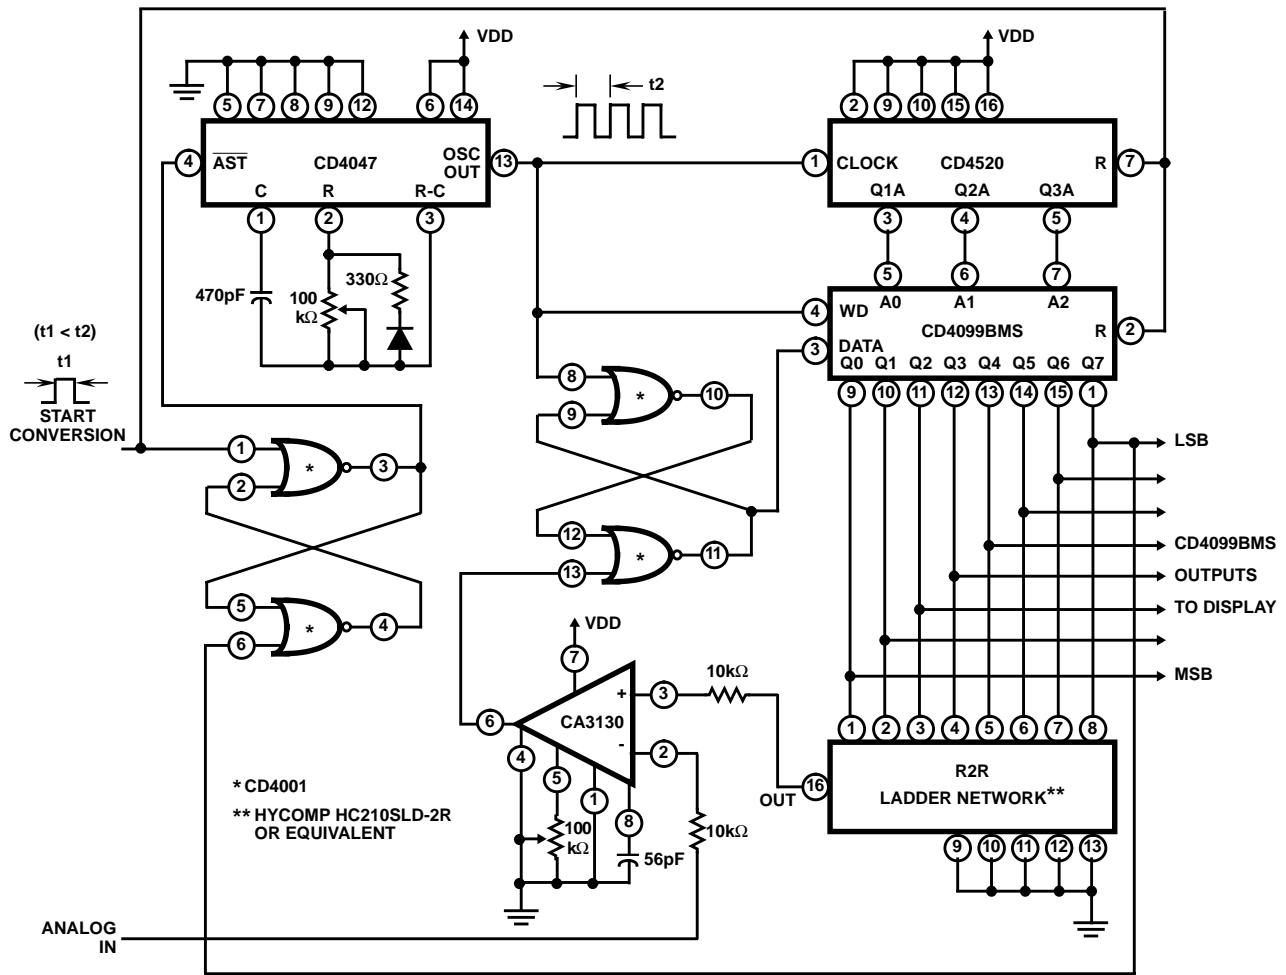 VDD
VDD
t2
5 7 8 9 12 6 14
2 9 10 15 16
4 AST CD4047 OSC OUT 13
1 CLOCK CD4520 R 7
C R R-C
Q1A Q2A Q3A
1 2 3
3 4 5
330Ω
470pF
100 kΩ
5 6 7
A0 A1 A2
4 WD
CD4099BMS
R 2
3 DATA
Q0 Q1 Q2 Q3 Q4 Q5 Q6 Q7
9 10 11 12 13 14 15 1
(t1 < t2)
t1
START
CONVERSION
8
9
*
10
1
2
*
3
LSB
12
13
*
11
CD4099BMS
OUTPUTS
TO DISPLAY
MSB
5
6
*
4
VDD
7
10kΩ
+ 3
CA3130
6
- 2
4
5
1
8
100 kΩ
56pF
10kΩ
1 2 3 4 5 6 7 8
R2R
OUT 16 LADDER NETWORK**
9 10 11 12 13
* CD4001
** HYCOMP HC210SLD-2R
OR EQUIVALENT
ANALOG
IN